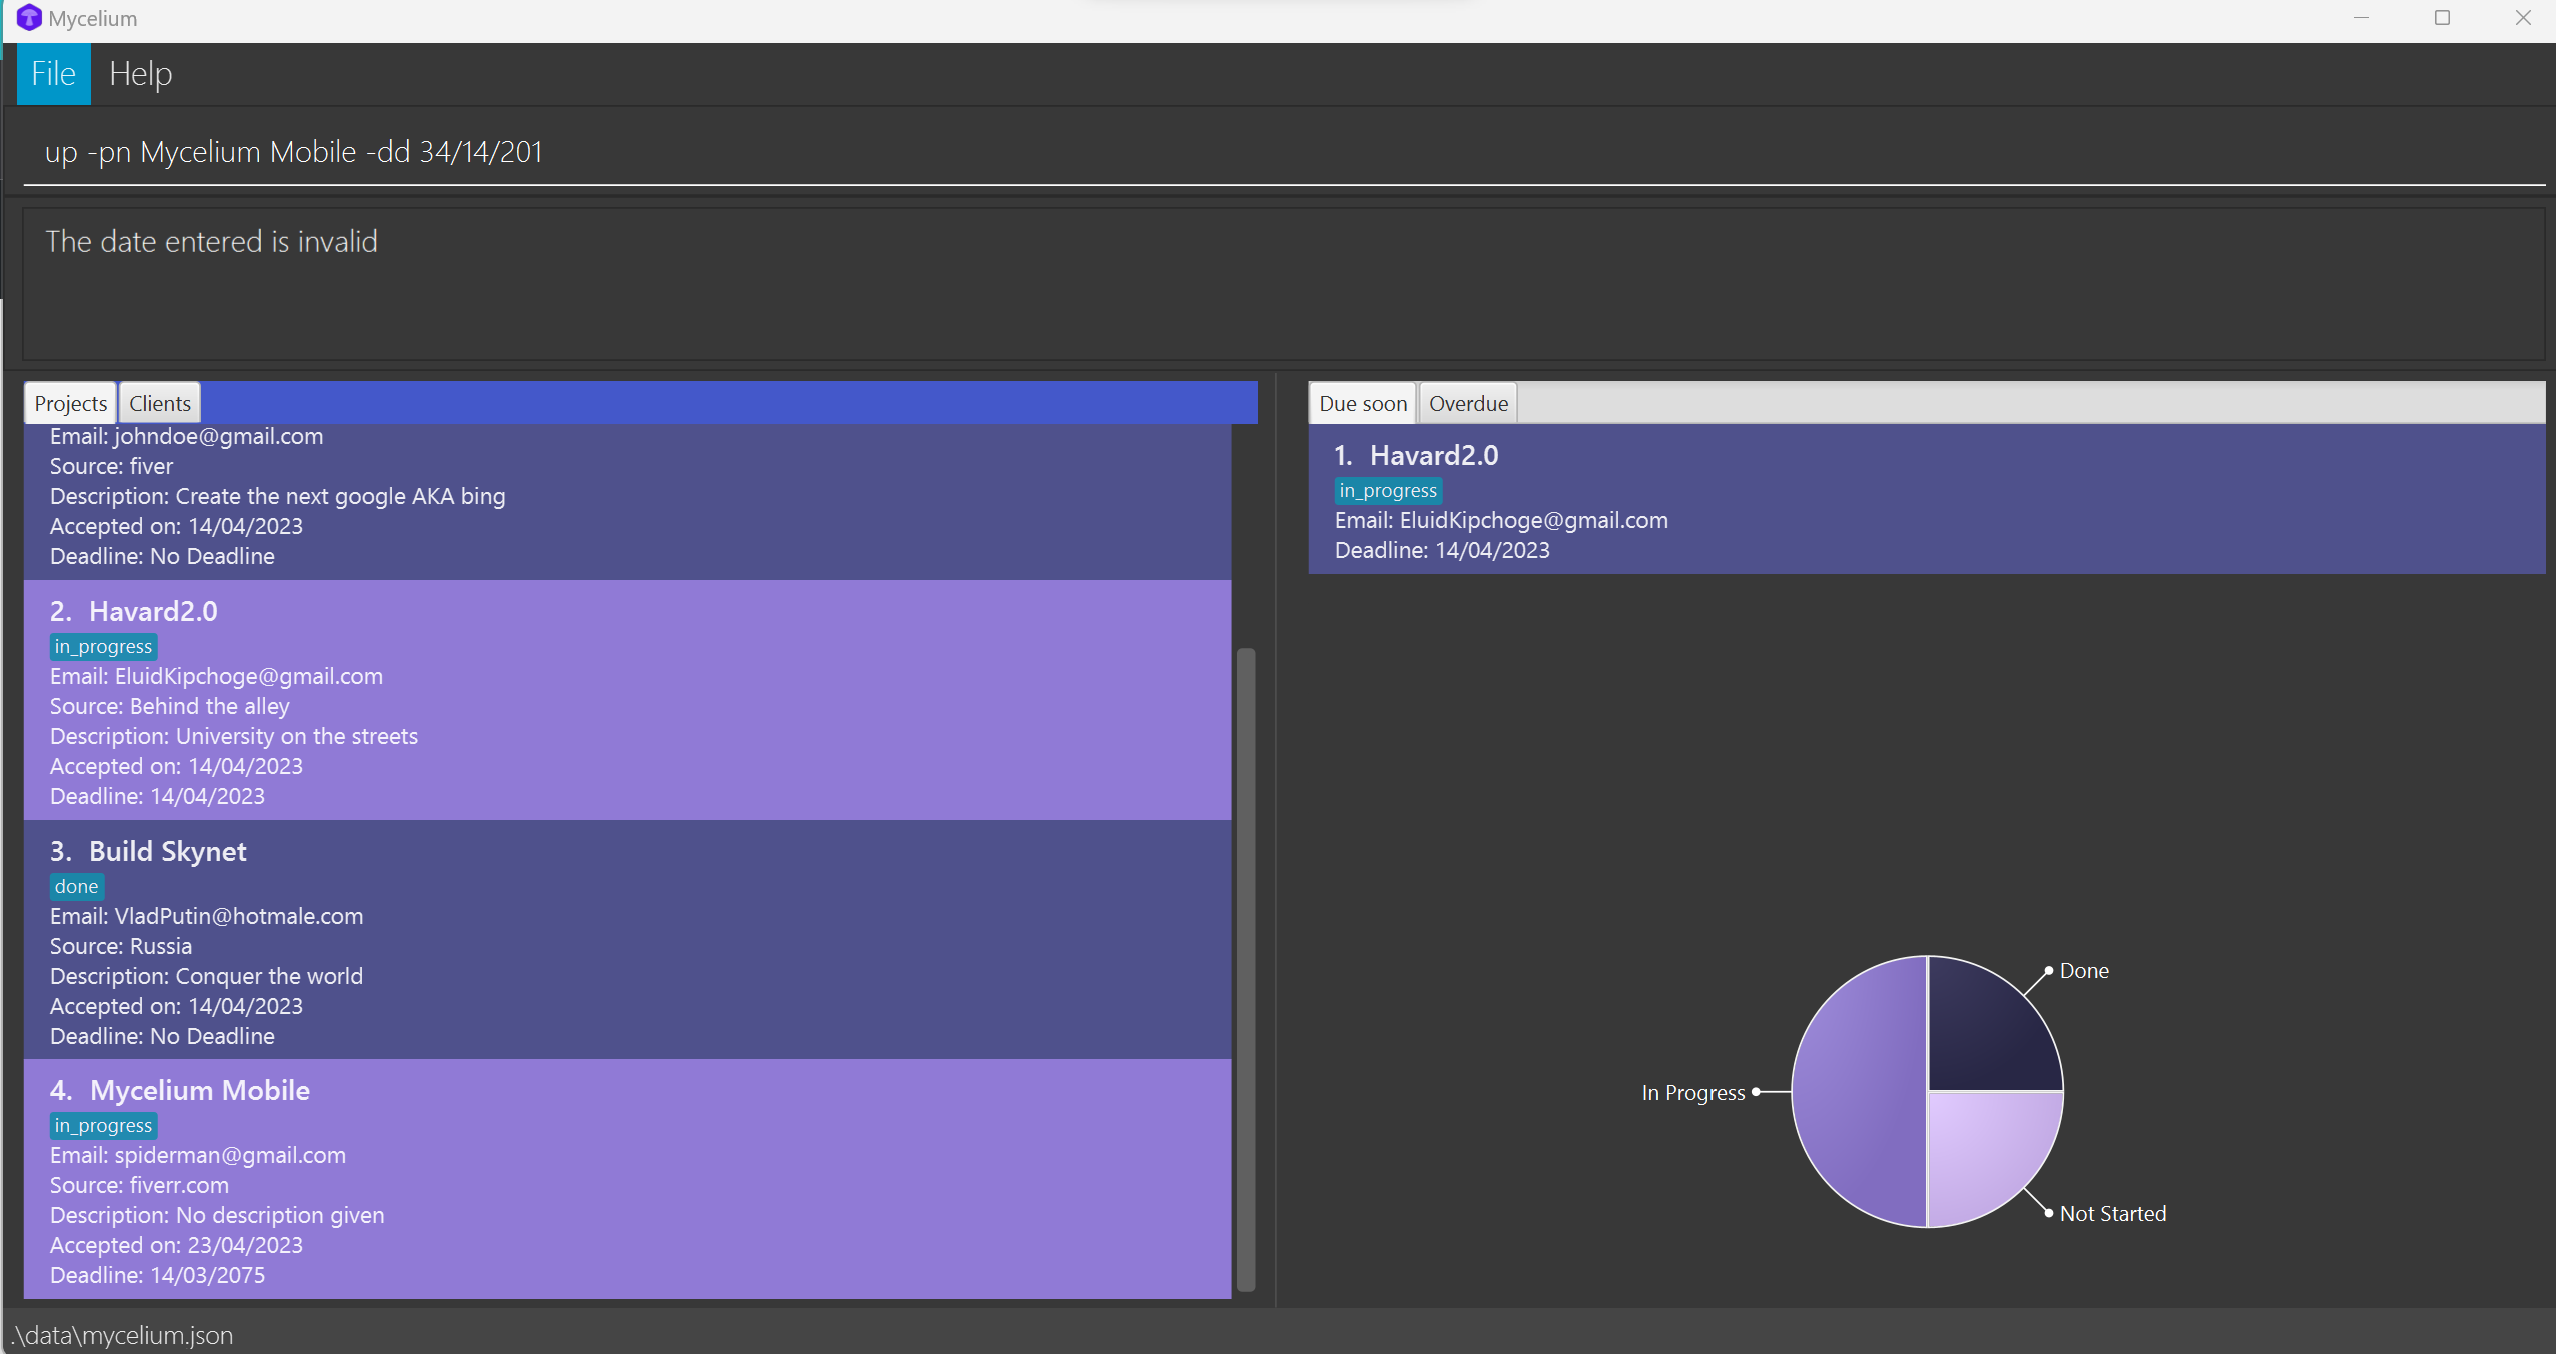 Mycelium
File Help
up -pn Mycelium Mobile -dd 34/14/201
The date entered is invalid
Projects Clients
Email: johndoe@gmail.com
Source: fiver
Description: Create the next google AKA bing
Accepted on: 14/04/2023
Deadline: No Deadline
2. Havard2.0
in_progress
Email: EluidKipchoge@gmail.com
Source: Behind the alley
Description: University on the streets
Accepted on: 14/04/2023
Deadline: 14/04/2023
3. Build Skynet
done
Email: VladPutin@hotmale.com
Source: Russia
Description: Conquer the world
Accepted on: 14/04/2023
Deadline: No Deadline
4. Mycelium Mobile
in_progress
Email: spiderman@gmail.com
Source: fiverr.com
Description: No description given
Accepted on: 23/04/2023
Deadline: 14/03/2075
Due soon Overdue
1. Havard2.0
in_progress
Email: EluidKipchoge@gmail.com
Deadline: 14/04/2023
Done
In Progress
Not Started
.\data\mycelium.json